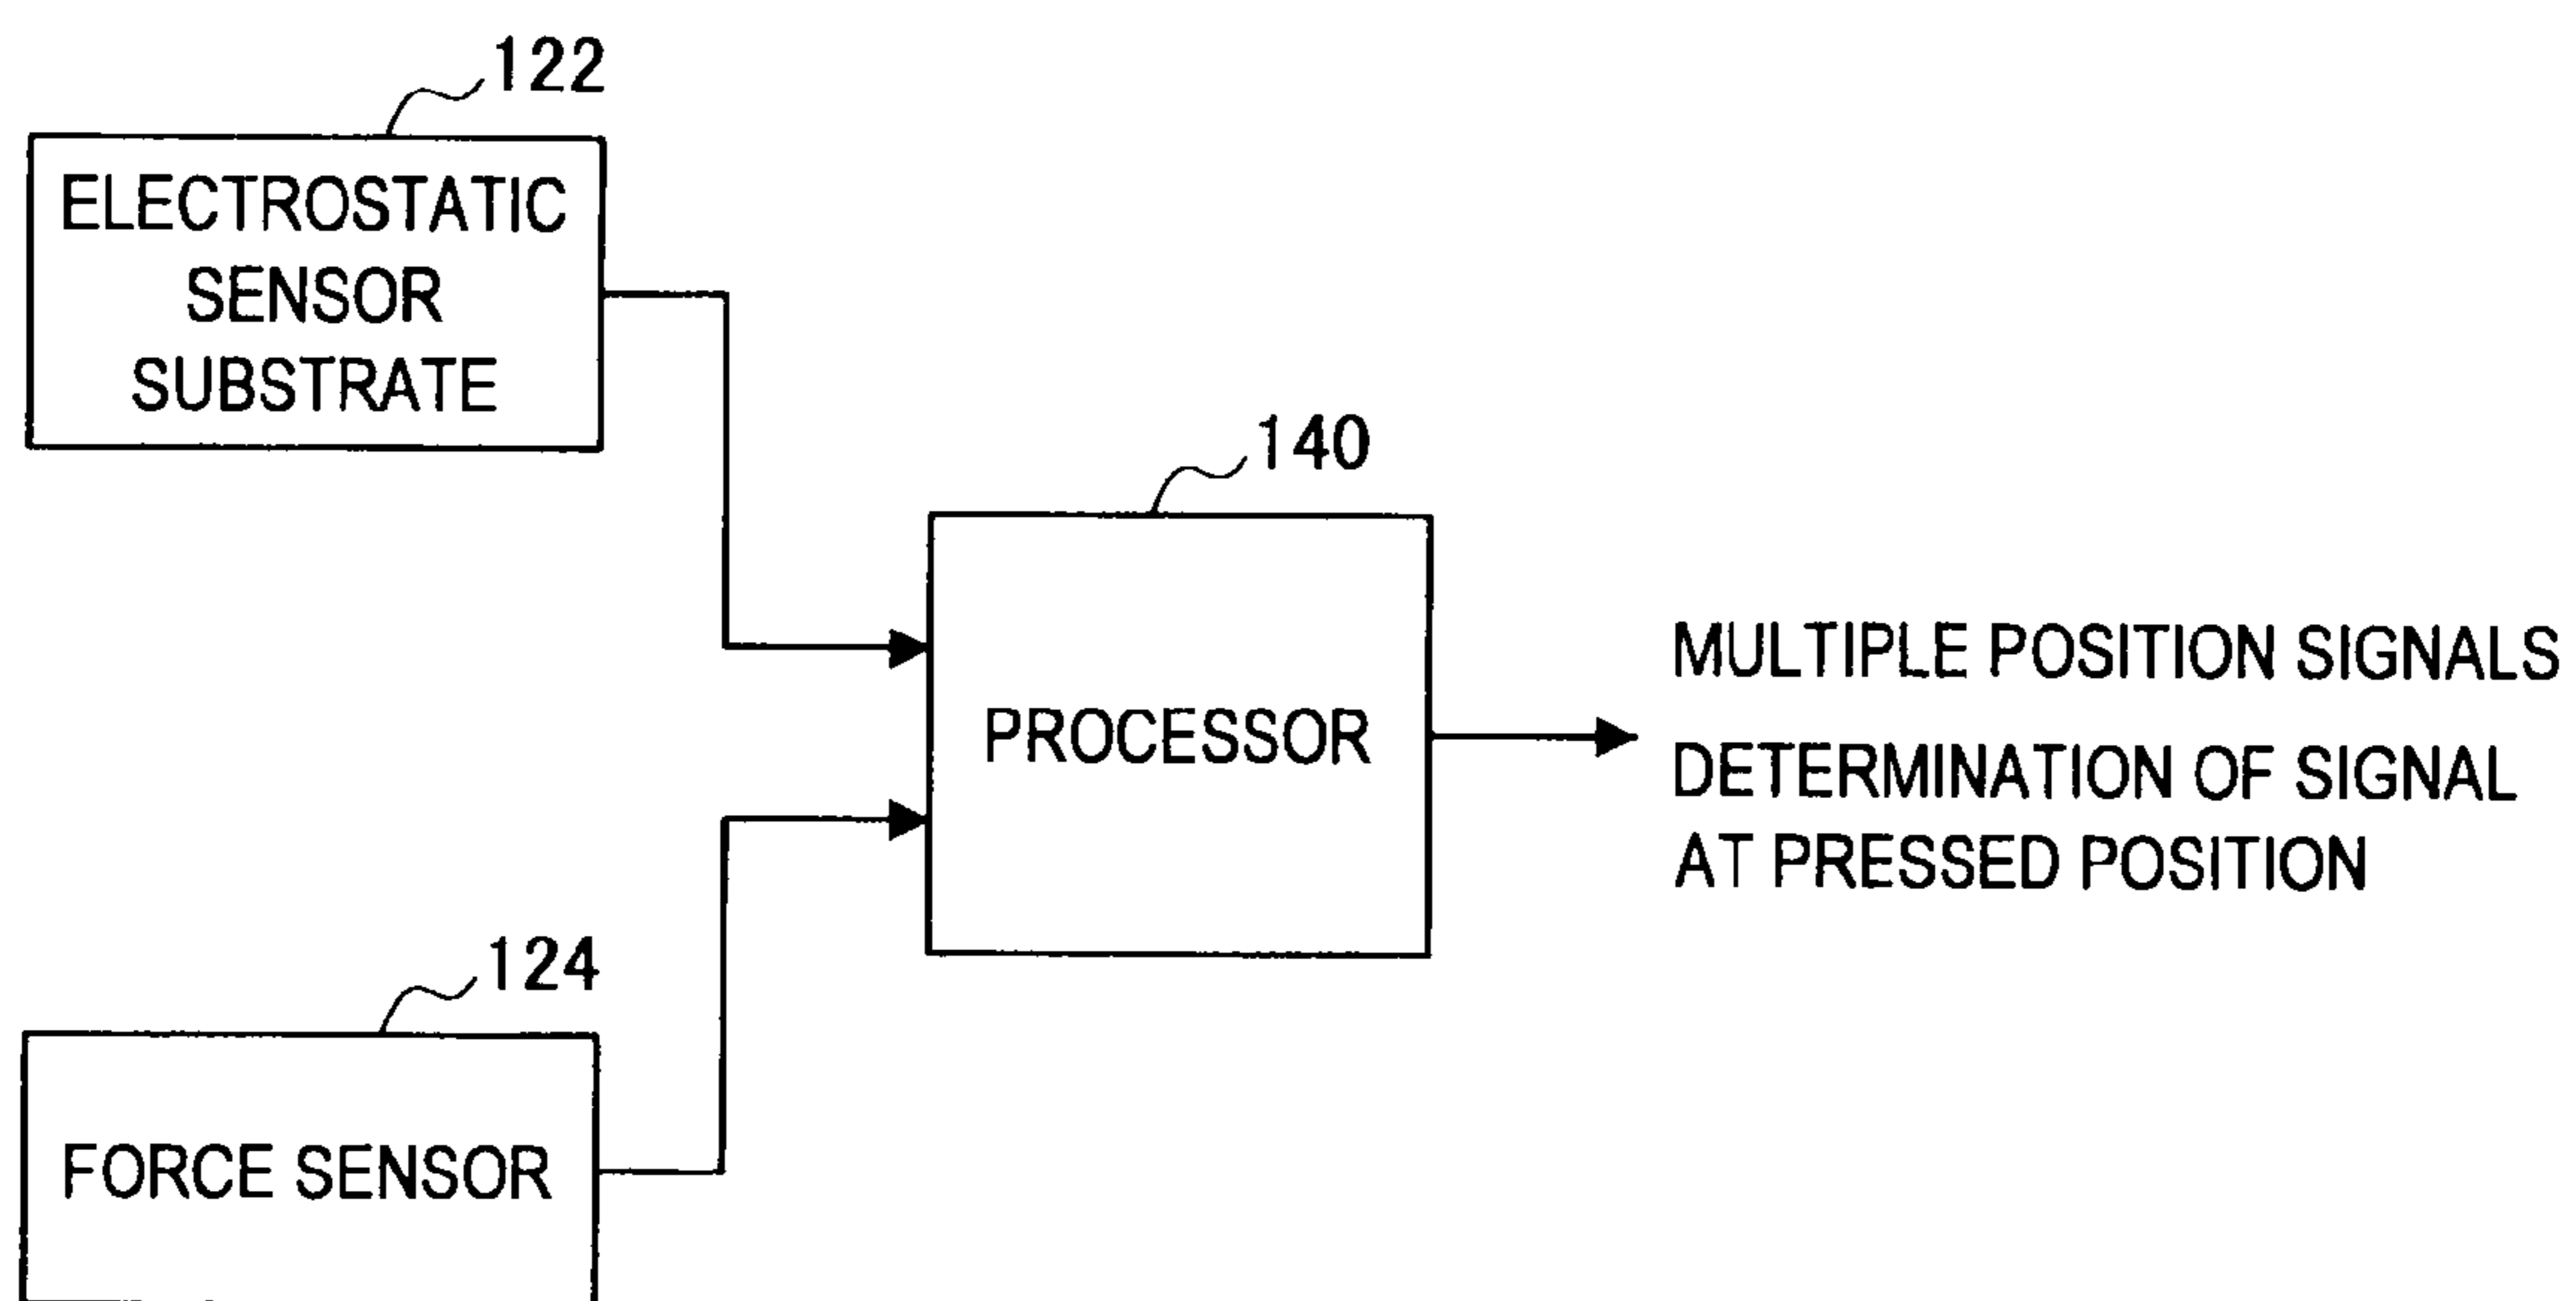 122
ELECTROSTATIC
SENSOR
SUBSTRATE
140
PROCESSOR
MULTIPLE POSITION SIGNALS
DETERMINATION OF SIGNAL
AT PRESSED POSITION
124
FORCE SENSOR